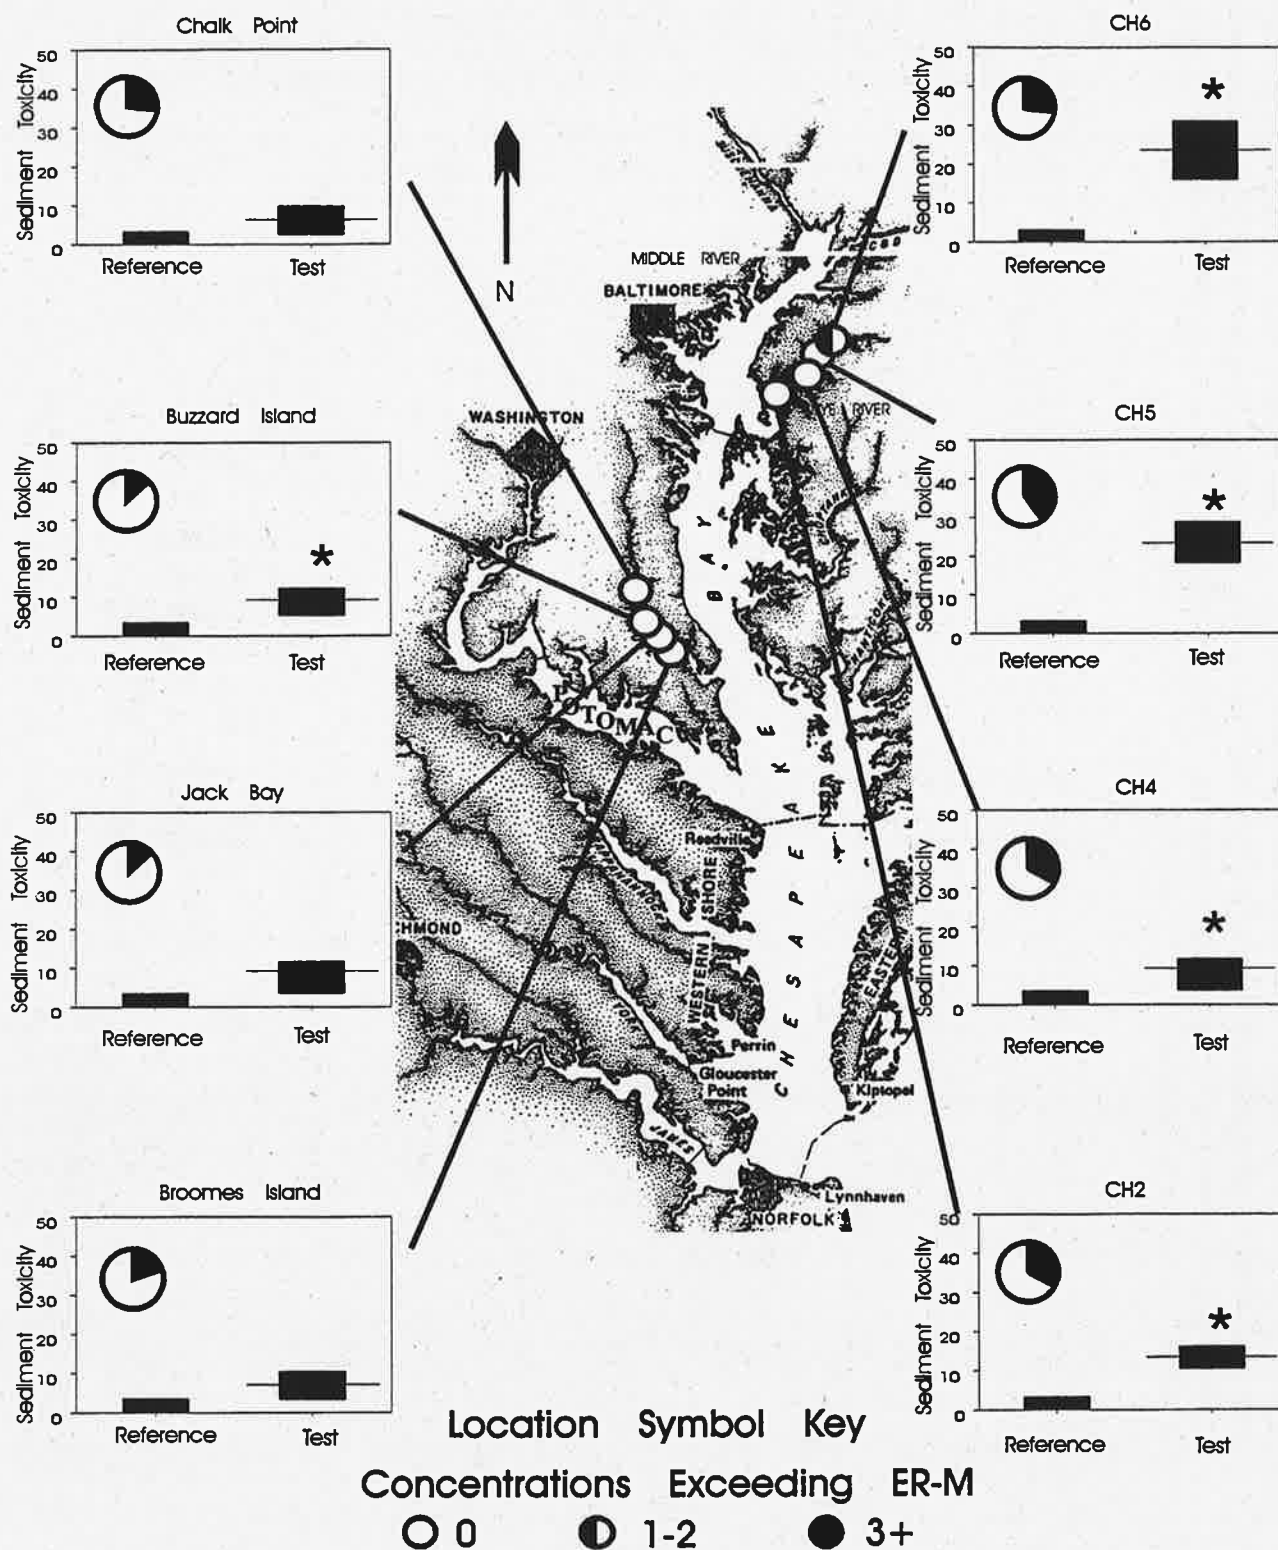 Chalk Point
50
40
30
20
10
0
Sediment Toxicity
Reference Test
Buzzard Island
50
40
30
20
10
0
Sediment Toxicity
*
Reference Test
Jack Bay
50
40
30
20
10
0
Sediment Toxicity
Reference Test
Broomes Island
50
40
30
20
10
0
Sediment Toxicity
Reference Test
N
MIDDLE RIVER
BALTIMORE
WASHINGTON
RIVER
POTOMAC
CHESAPEAKE BAY
Reedville
WESTERN SHORE
EASTERN
CHMOND
YORK
Perrin
Gloucester
Point
Kiptopel
JAMES
Lynnhaven
NORFOLK
CH6
50
40
30
20
10
0
Sediment Toxicity
*
Reference Test
CH5
50
40
30
20
10
0
Sediment Toxicity
*
Reference Test
CH4
50
40
30
20
10
0
Sediment Toxicity
*
Reference Test
CH2
50
40
30
20
10
0
Sediment Toxicity
*
Reference Test
Location Symbol Key
Concentrations Exceeding ER-M
0 1-2 3+